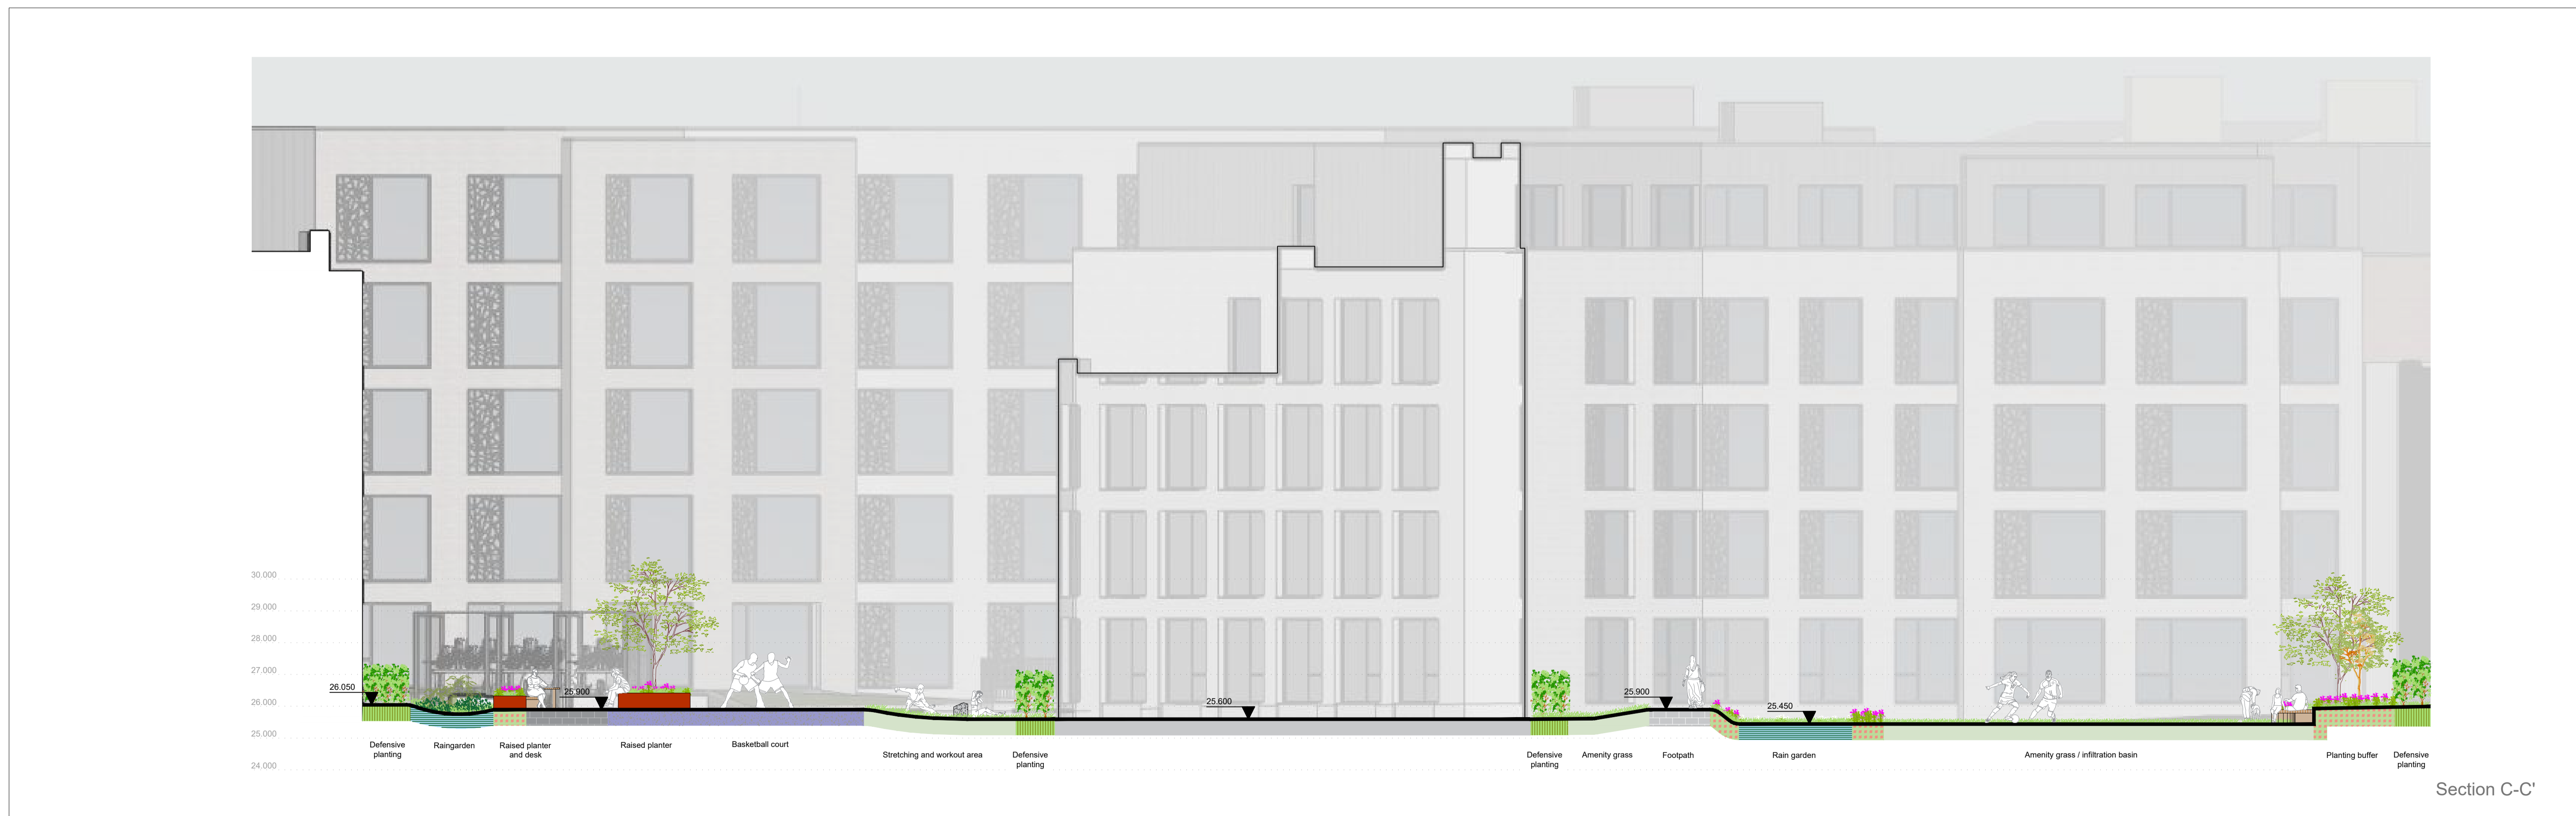 30.000
29.000
28.000
27.000
26.000
25.000
24.000
26.050
25.900
25.600
25.900
25.450
Defensive
planting
Raingarden
Raised planter
and desk
Raised planter
Basketball court
Stretching and workout area
Defensive
planting
Defensive
planting
Amenity grass
Footpath
Rain garden
Amenity grass / infiltration basin
Planting buffer
Defensive
planting
Section C-C'